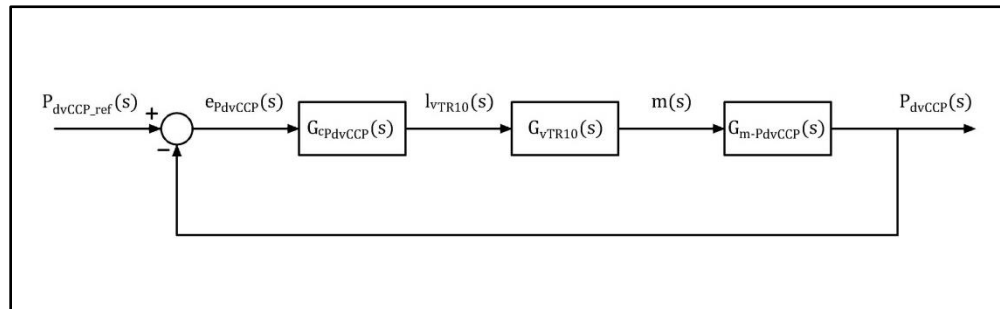 P_dvCCP_ref(s)
+
−
e_PdvCCP(s)
G_cPdvCCP(s)
l_vTR10(s)
G_vTR10(s)
m(s)
G_m-PdvCCP(s)
P_dvCCP(s)